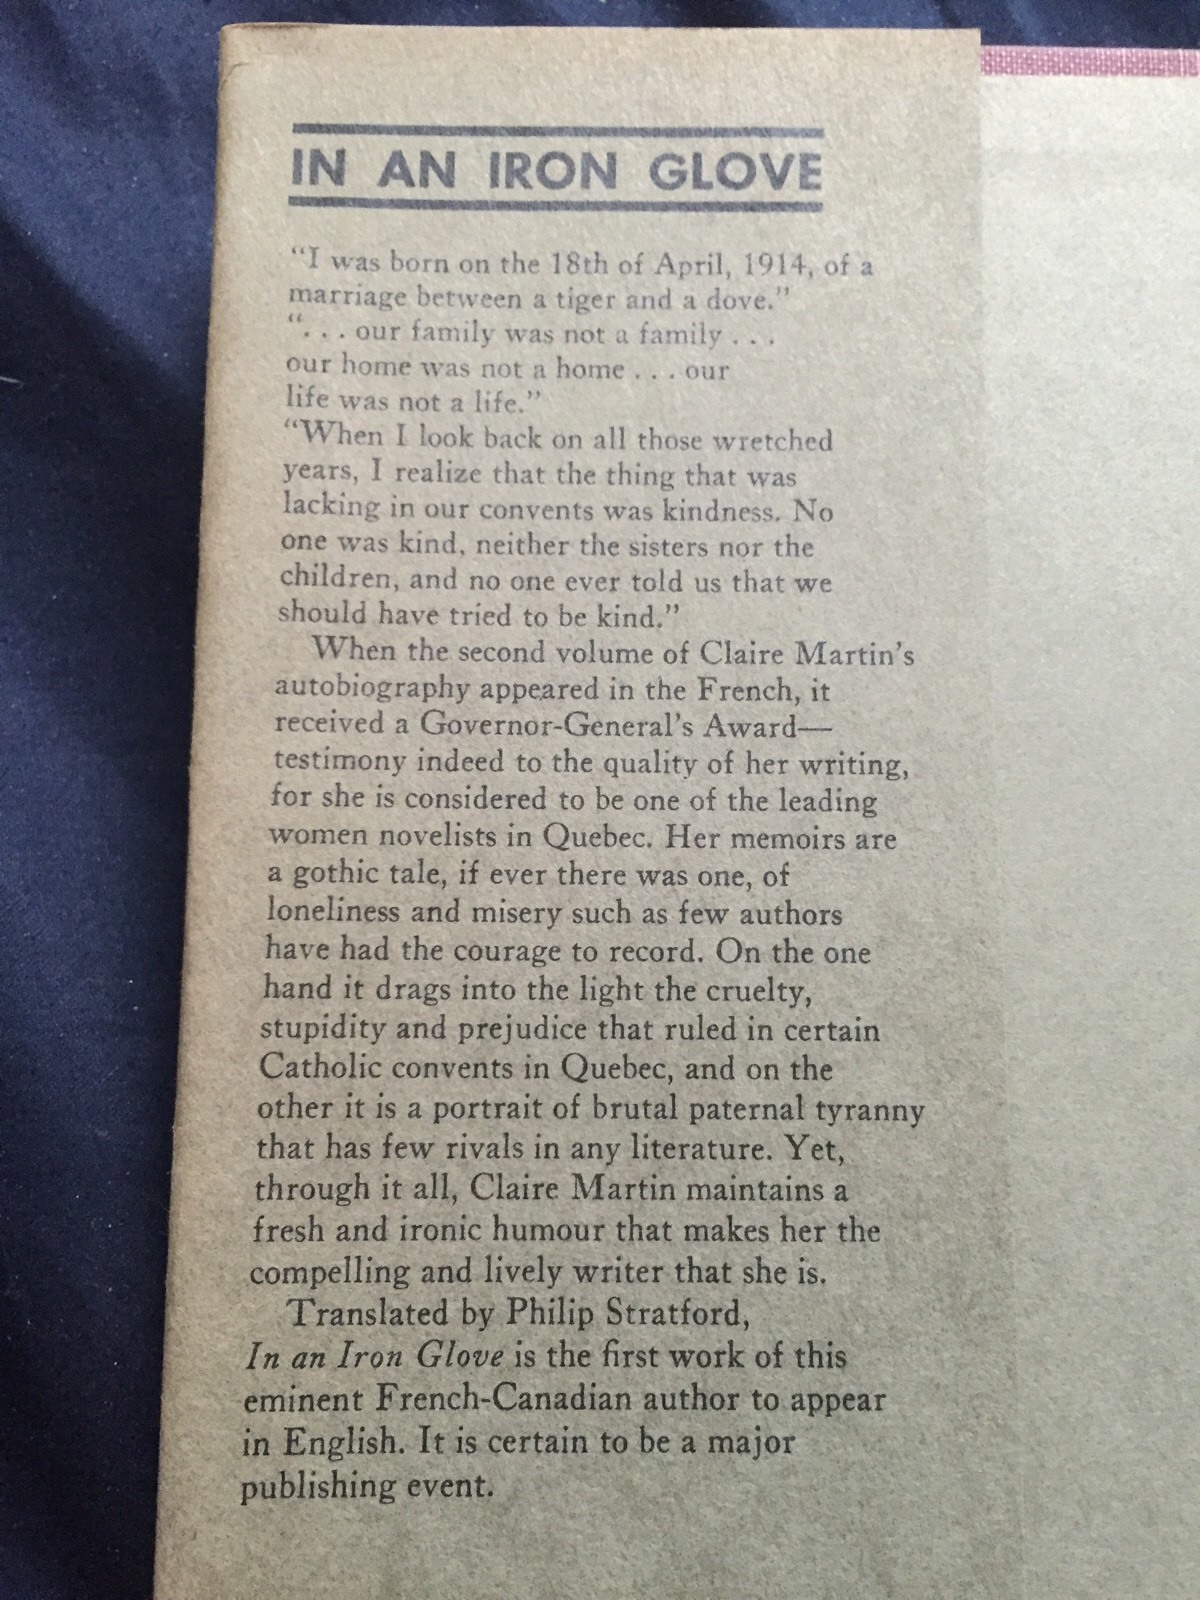 IN AN IRON GLOVE
“I was born on the 18th of April, 1914, of a
marriage between a tiger and a dove.”
“. . . our family was not a family . . .
our home was not a home . . . our
life was not a life.”
“When I look back on all those wretched
years, I realize that the thing that was
lacking in our convents was kindness. No
one was kind, neither the sisters nor the
children, and no one ever told us that we
should have tried to be kind.”
When the second volume of Claire Martin’s
autobiography appeared in the French, it
received a Governor-General’s Award—
testimony indeed to the quality of her writing,
for she is considered to be one of the leading
women novelists in Quebec. Her memoirs are
a gothic tale, if ever there was one, of
loneliness and misery such as few authors
have had the courage to record. On the one
hand it drags into the light the cruelty,
stupidity and prejudice that ruled in certain
Catholic convents in Quebec, and on the
other it is a portrait of brutal paternal tyranny
that has few rivals in any literature. Yet,
through it all, Claire Martin maintains a
fresh and ironic humour that makes her the
compelling and lively writer that she is.
Translated by Philip Stratford,
In an Iron Glove is the first work of this
eminent French-Canadian author to appear
in English. It is certain to be a major
publishing event.